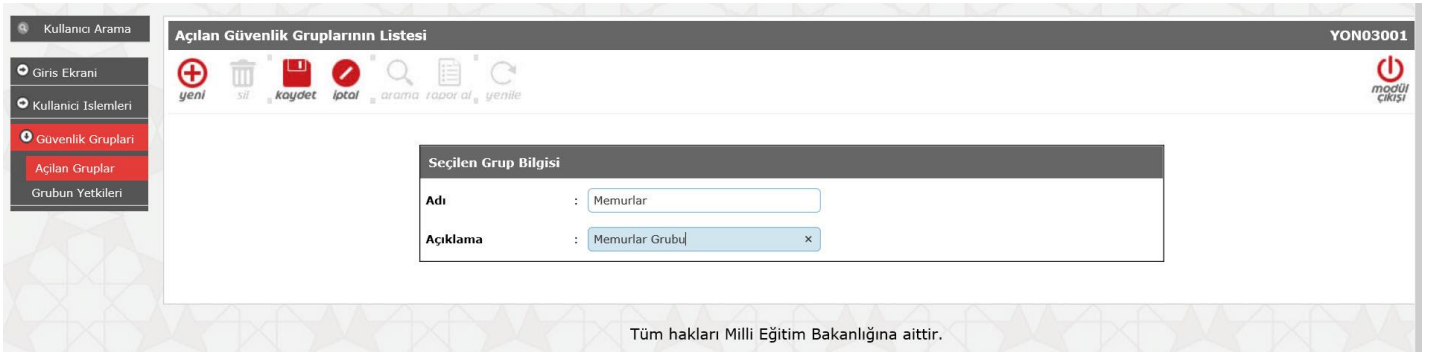 Kullanıcı Arama
Giris Ekrani
Kullanici Islemleri
Güvenlik Gruplari
Açilan Gruplar
Grubun Yetkileri
Açılan Güvenlik Gruplarının Listesi YON03001
yeni sil kaydet iptal arama rapor al yenile modül çıkışı
Seçilen Grup Bilgisi
Adı : Memurlar
Açıklama : Memurlar Grubu ×
Tüm hakları Milli Eğitim Bakanlığına aittir.